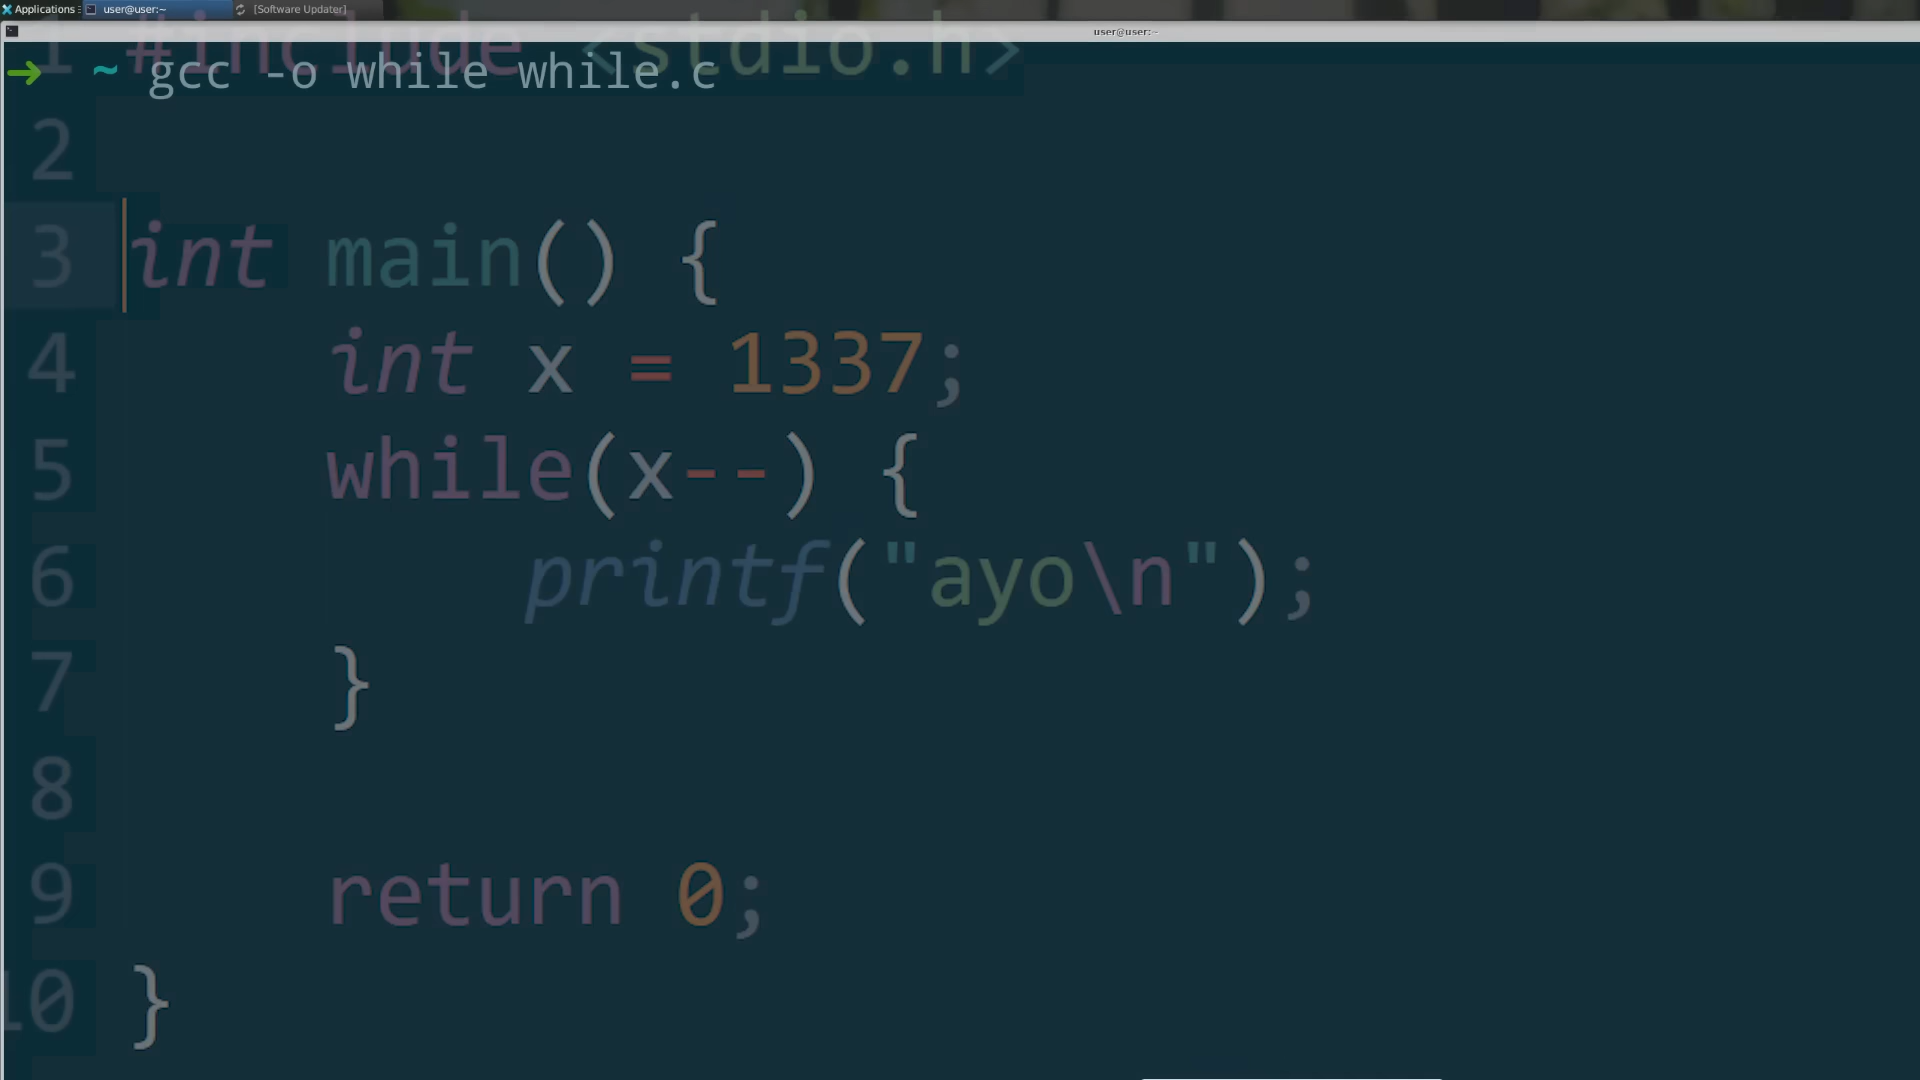 Applications
user@user:~
[Software Updater]
user@user:~
1 #include <stdio.h>
➜ ~ gcc -o while while.c
2
3 int main() {
4 int x = 1337;
5 while(x--) {
6 printf("ayo\n");
7 }
8
9 return 0;
10 }